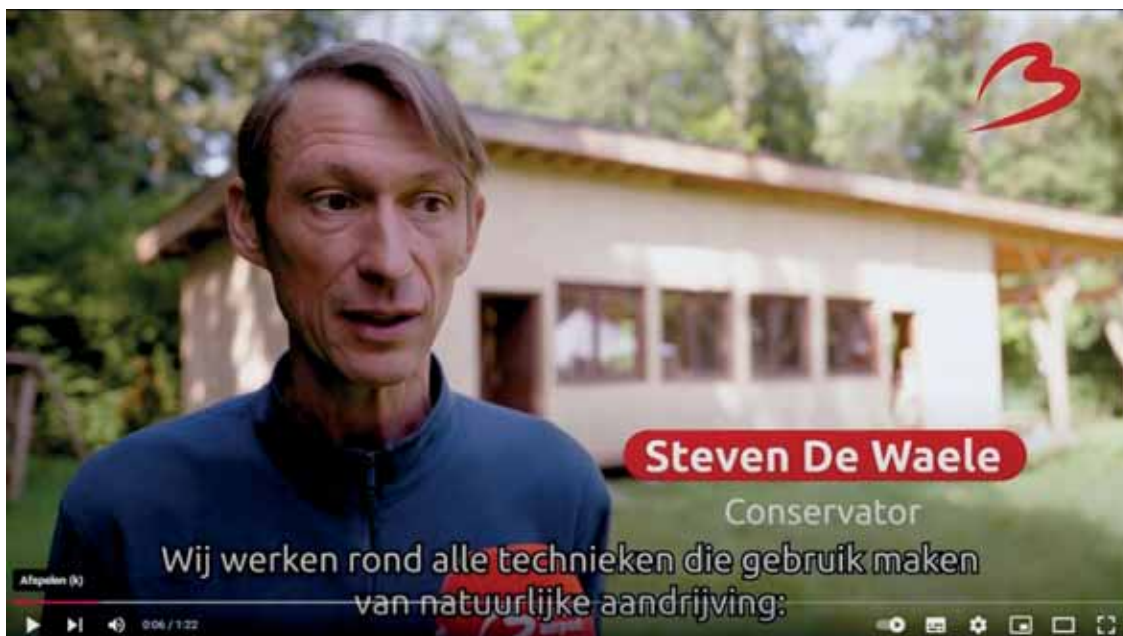 Steven De Waele
Conservator
Wij werken rond alle technieken die gebruik maken
van natuurlijke aandrijving:
Afspelen (k)
0:06 / 1:22